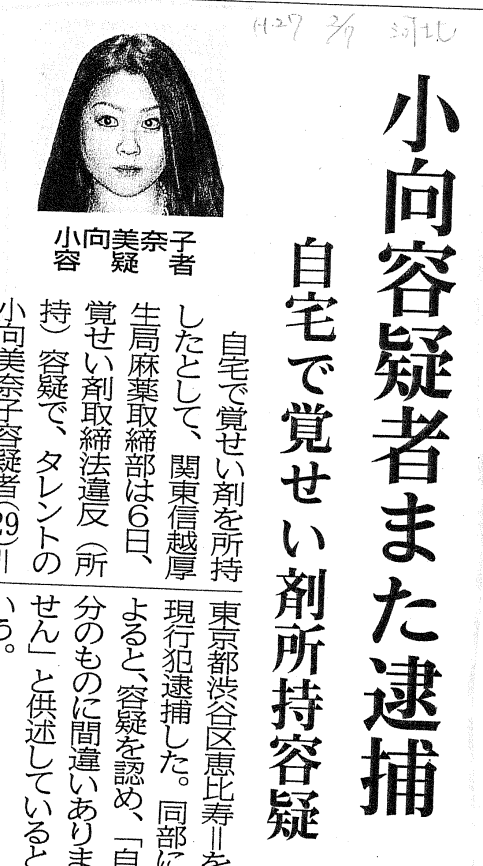 H.27 2/7 河北
小向容疑者また逮捕
自宅で覚せい剤所持容疑
小向美奈子
容疑者
自宅で覚せい剤を所持
したとして、関東信越厚
生局麻薬取締部は6日、
覚せい剤取締法違反(所
持)容疑で、タレントの
小向美奈子容疑者(29)=
東京都渋谷区恵比寿=を
現行犯逮捕した。同部に
よると、容疑を認め、「自
分のものに間違いありま
せん」と供述していると
いう。